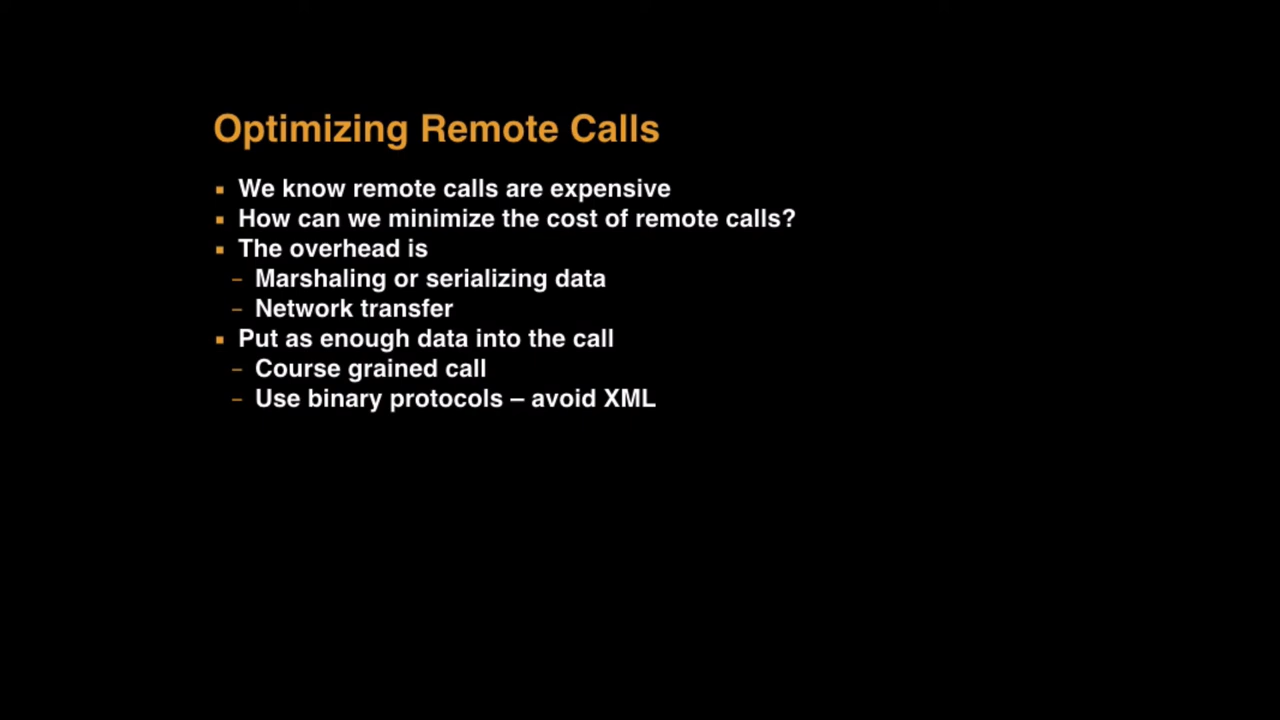 Optimizing Remote Calls
▪ We know remote calls are expensive
▪ How can we minimize the cost of remote calls?
▪ The overhead is
– Marshaling or serializing data
– Network transfer
▪ Put as enough data into the call
– Course grained call
– Use binary protocols – avoid XML